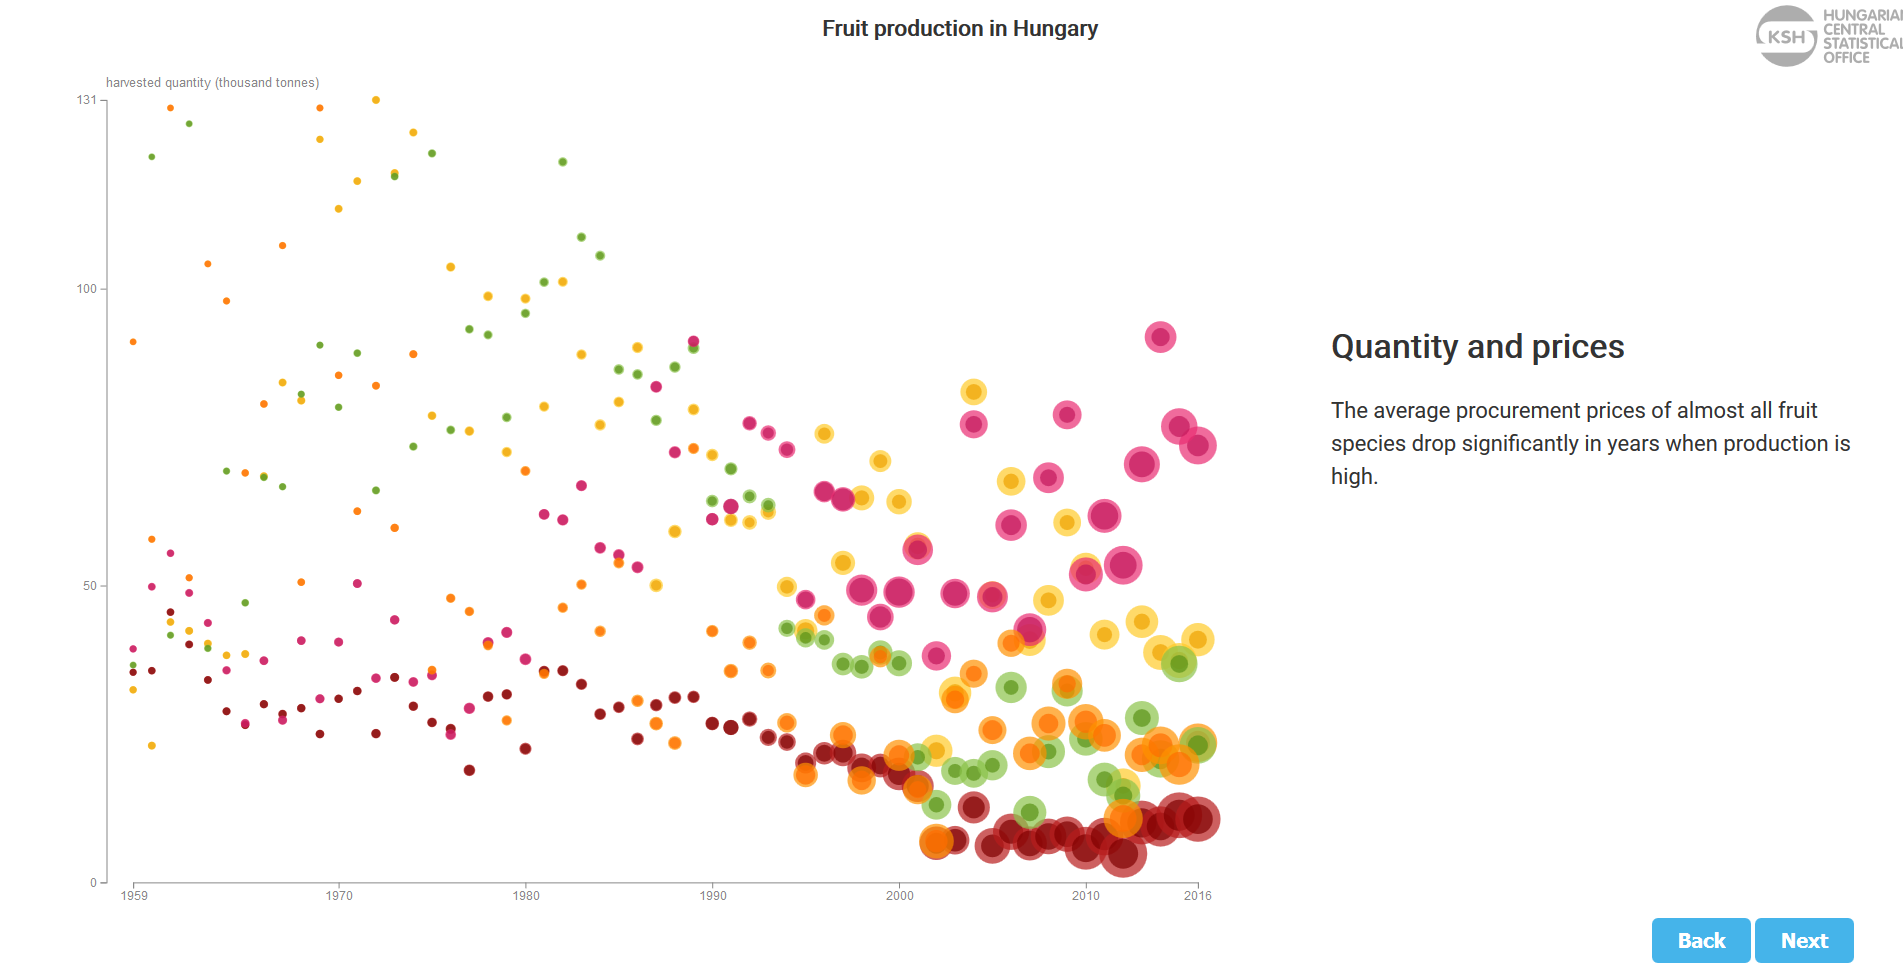 Fruit production in Hungary
KSH
HUNGARIAN
CENTRAL
STATISTICAL
OFFICE
harvested quantity (thousand tonnes)
131
100
50
0
1959
1970
1980
1990
2000
2010
2016
Quantity and prices
The average procurement prices of almost all fruit
species drop significantly in years when production is
high.
Back
Next